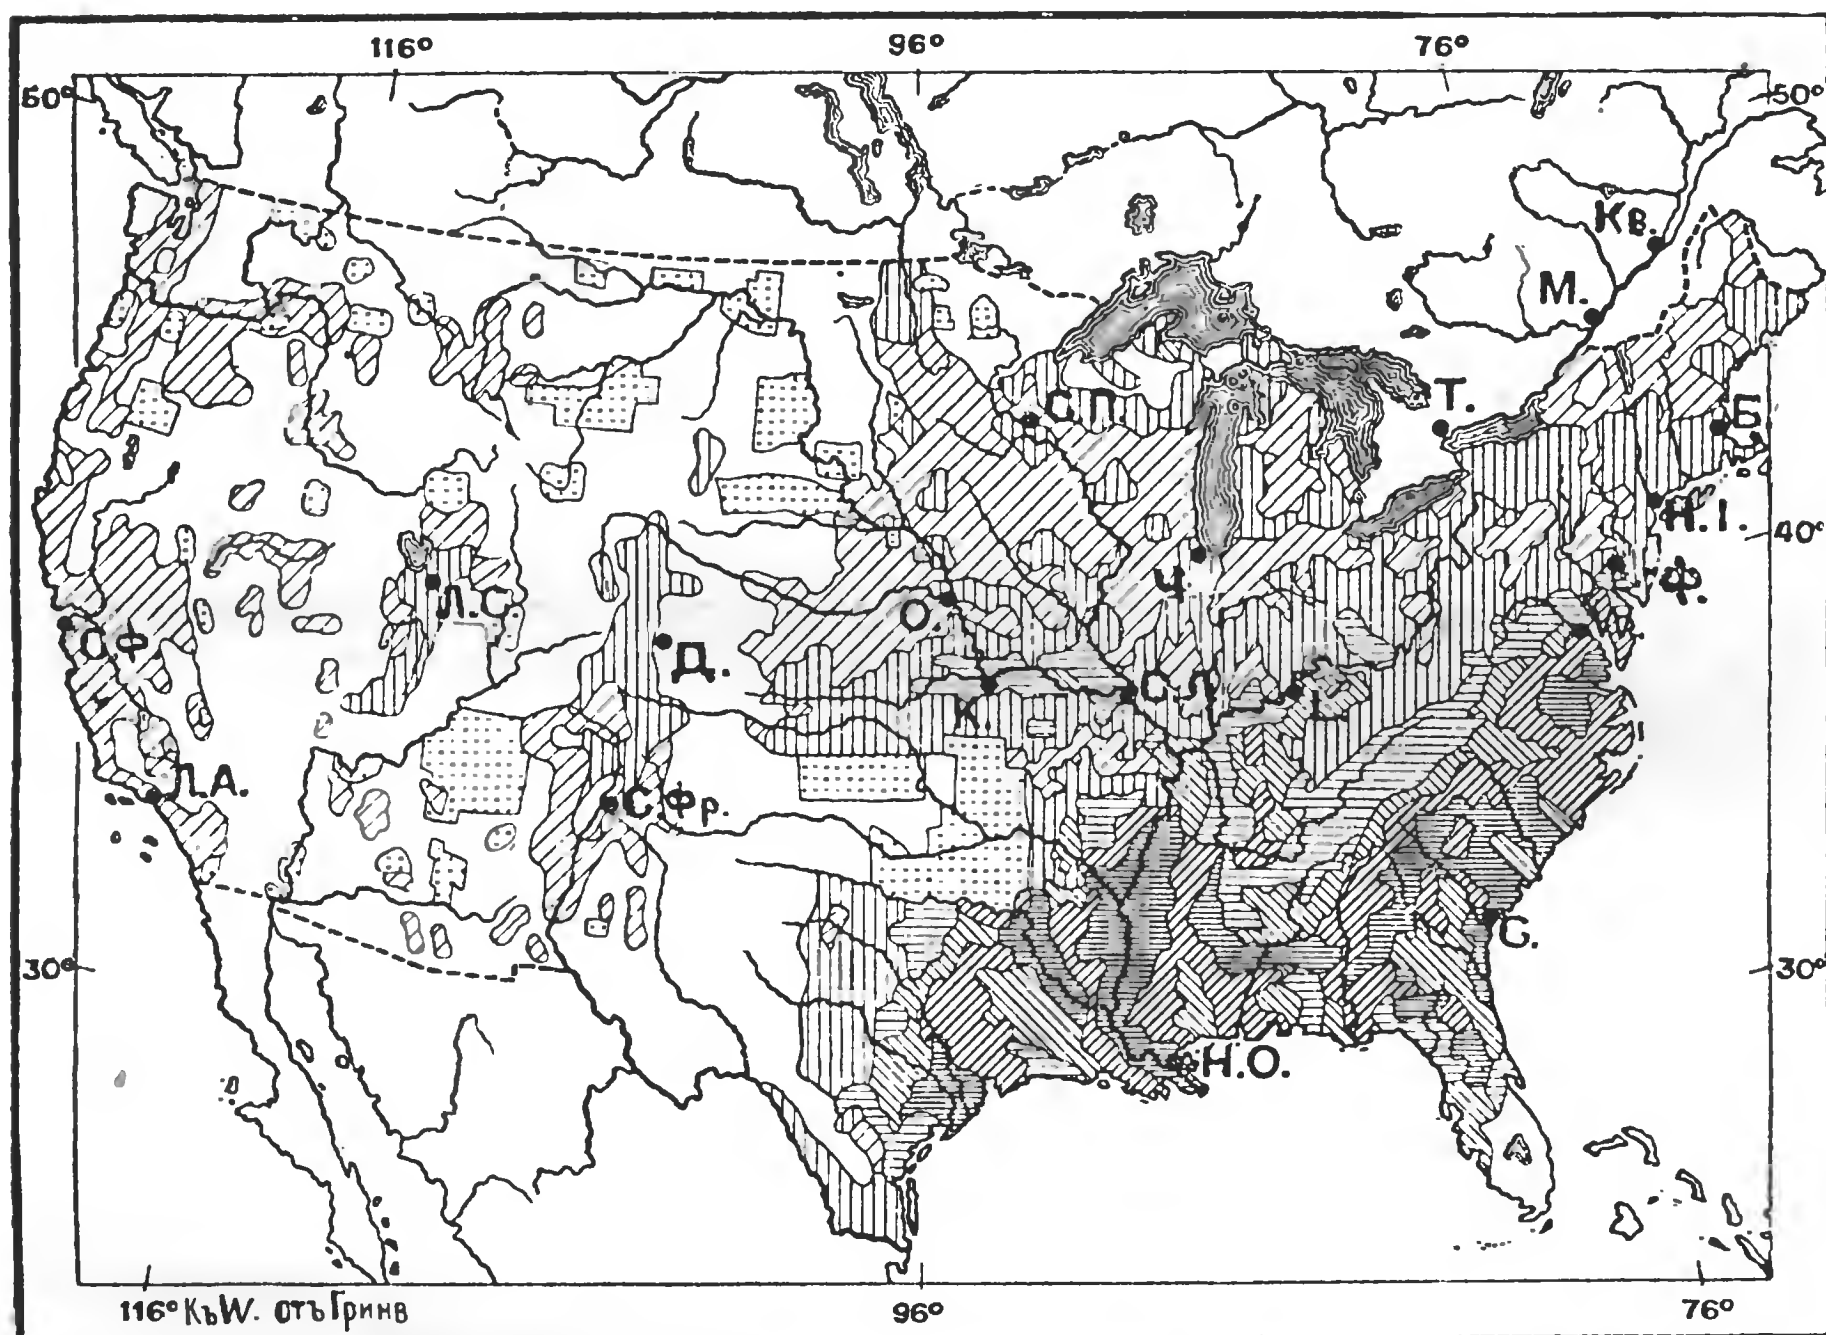 116° 96° 76°
50° 50°
Кв.
М.
С.П. Т. Б.
Н.І.
40°
Ч. Ф.
Л.С. О.
С.Ф. Д.
К. С.Л. Ц.
Л.А. С.Фр.
С.
30° 30°
Н.О.
116° КъW. отъ Гринв 96° 76°